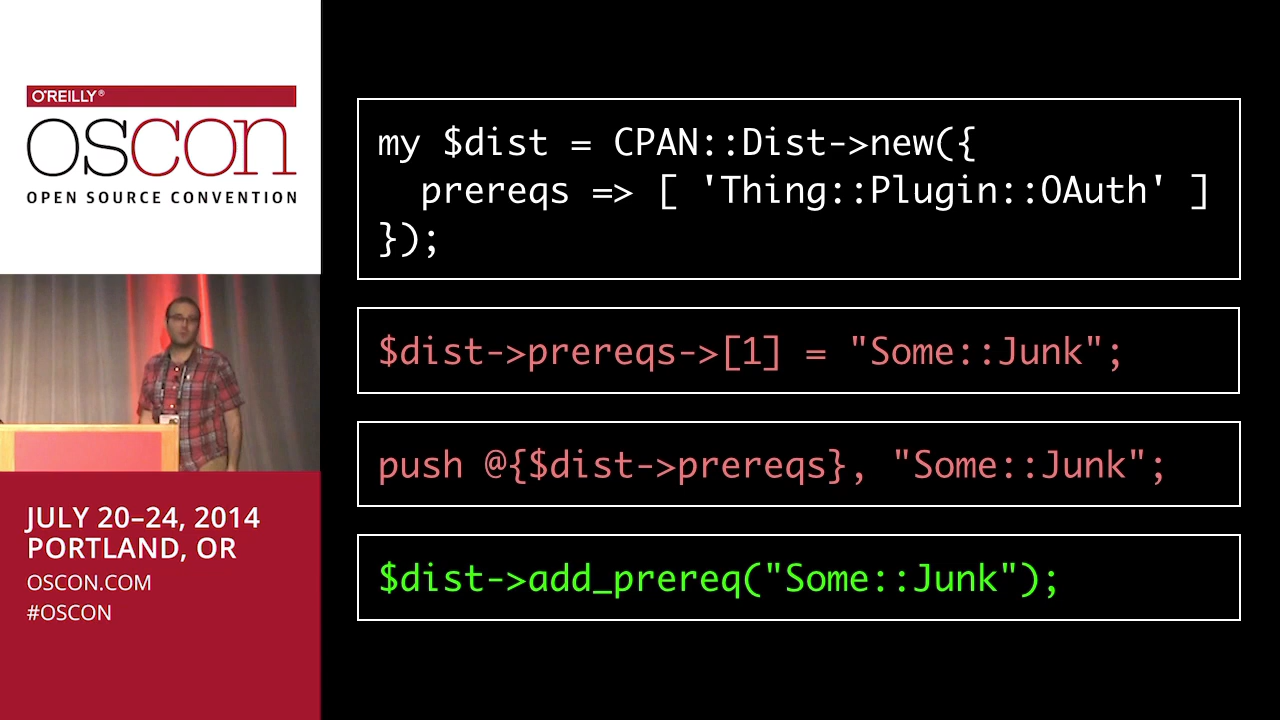 O'REILLY®
OSCON
OPEN SOURCE CONVENTION
JULY 20–24, 2014
PORTLAND, OR
OSCON.COM
#OSCON
my $dist = CPAN::Dist->new({
  prereqs => [ 'Thing::Plugin::OAuth' ]
});
$dist->prereqs->[1] = "Some::Junk";
push @{$dist->prereqs}, "Some::Junk";
$dist->add_prereq("Some::Junk");